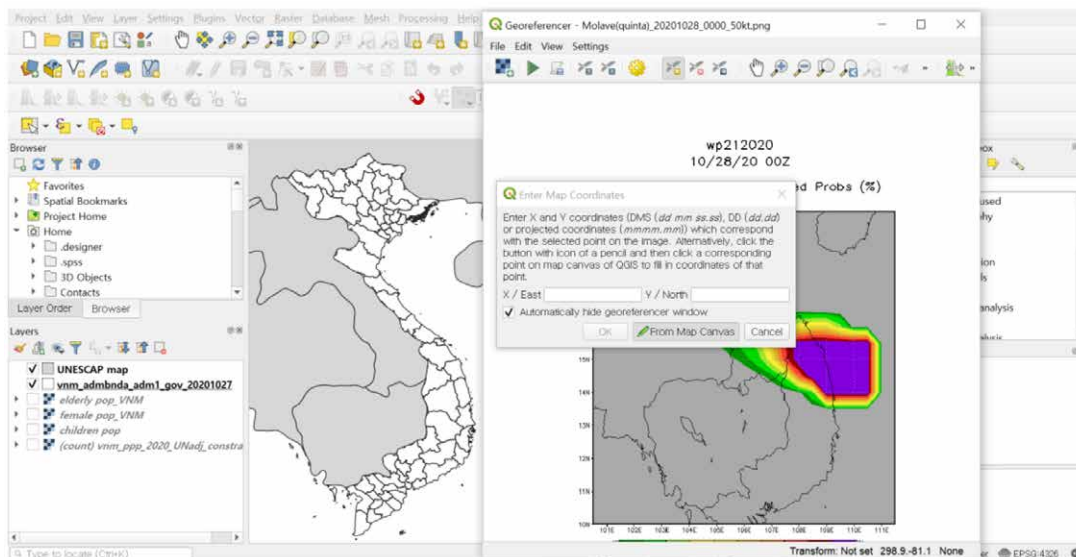 Project Edit View Layer Settings Plugins Vector Raster Database Mesh Processing Help
Georeferencer - Molave(quinta)_20201028_0000_50kt.png
File Edit View Settings
Browser
Favorites
Spatial Bookmarks
Project Home
Home
.designer
.spss
3D Objects
Contacts
Layer Order Browser
Layers
UNESCAP map
vnm_admbnda_adm1_gov_20201027
elderly pop_VNM
female pop_VNM
children pop
(count) vnm_ppp_2020_UNadj_constra
Type to locate (Ctrl+K)
wp212020
10/28/20 00Z
d Probs (%)
Enter Map Coordinates
Enter X and Y coordinates (DMS (dd mm ss.ss), DD (dd.dd)
or projected coordinates (mmmm.mm)) which correspond
with the selected point on the image. Alternatively, click the
button with icon of a pencil and then click a corresponding
point on map canvas of QGIS to fill in coordinates of that
point.
X / East Y / North
Automatically hide georeferencer window
OK From Map Canvas Cancel
15N
14N
13N
12N
11N
10N
101E 102E 103E 104E 105E 106E 107E 108E 109E 110E 111E
Transform: Not set 298.9,-81.1 None
ox
used
hy
ion
ls
analysis
alysis
er EPSG:4326